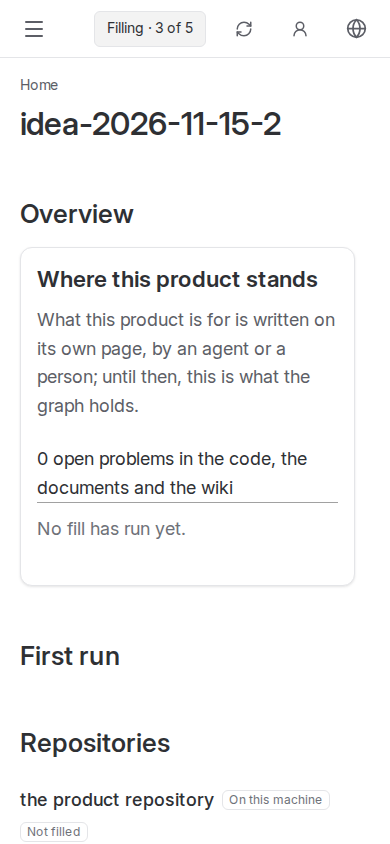 Filling · 3 of 5
Home
idea-2026-11-15-2
Overview
Where this product stands
What this product is for is written on
its own page, by an agent or a
person; until then, this is what the
graph holds.
0 open problems in the code, the
documents and the wiki
No fill has run yet.
First run
Repositories
the product repository On this machine
Not filled